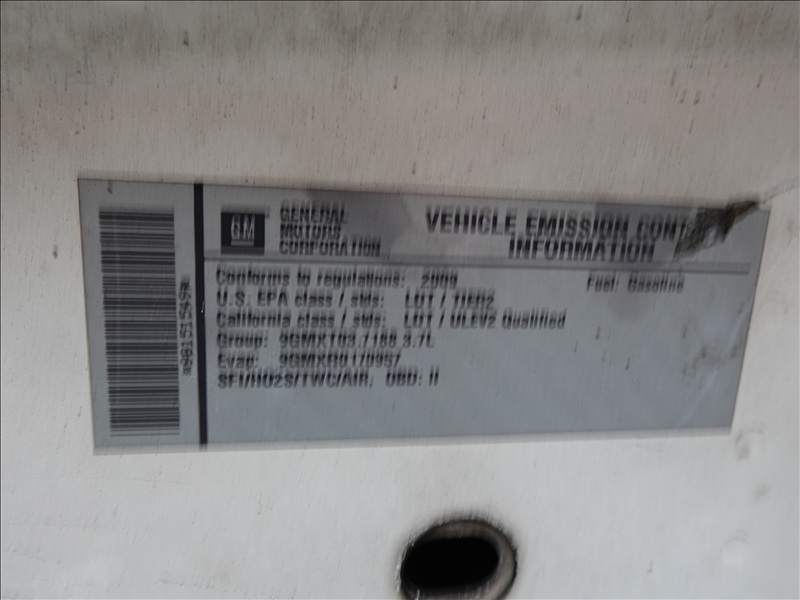 GM
GENERAL
MOTORS
CORPORATION
VEHICLE EMISSION CONT
INFORMATION
Conforms to regulations: 2009
Fuel: Gasoline
U.S. EPA class / stds: LDT / TIER2
California class / stds: LDT / ULEV2 Qualified
Group: 9GMXT03.7188 3.7L
Evap: 9GMXR0170957
SFI/HO2S/TWC/AIR, OBD: II
98151549